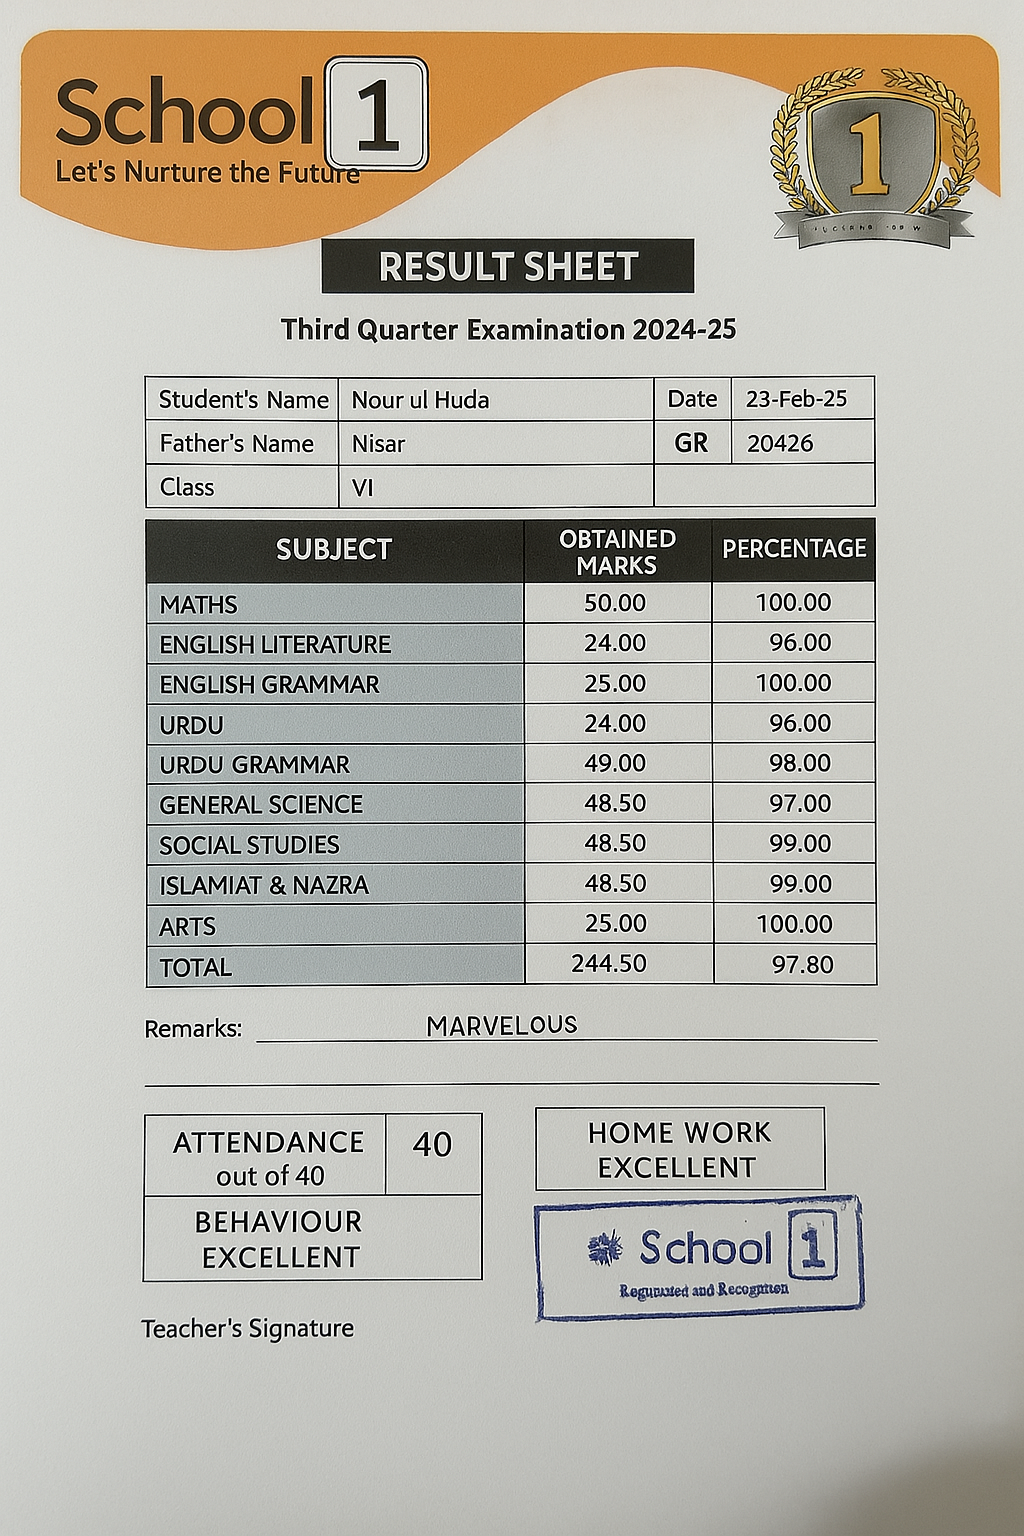 School 1
Let's Nurture the Future
1
RESULT SHEET
Third Quarter Examination 2024-25
Student's Name Nour ul Huda Date 23-Feb-25
Father's Name Nisar GR 20426
Class VI
SUBJECT OBTAINED MARKS PERCENTAGE
MATHS 50.00 100.00
ENGLISH LITERATURE 24.00 96.00
ENGLISH GRAMMAR 25.00 100.00
URDU 24.00 96.00
URDU GRAMMAR 49.00 98.00
GENERAL SCIENCE 48.50 97.00
SOCIAL STUDIES 48.50 99.00
ISLAMIAT & NAZRA 48.50 99.00
ARTS 25.00 100.00
TOTAL 244.50 97.80
Remarks: MARVELOUS
ATTENDANCE 40
out of 40
HOME WORK
EXCELLENT
BEHAVIOUR
EXCELLENT
School 1
and
Teacher's Signature